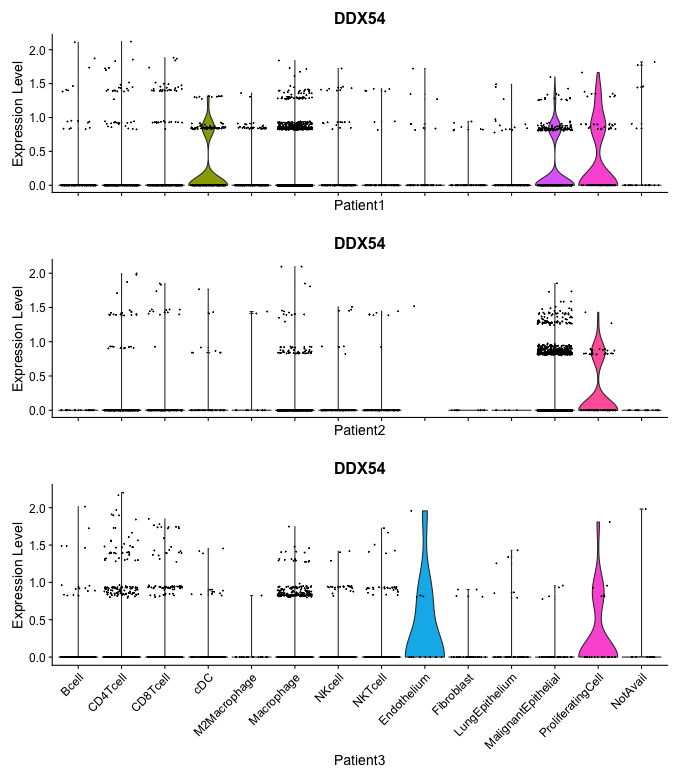 DDX54
Expression Level
2.0
1.5
1.0
0.5
0.0
Patient1
DDX54
Expression Level
2.0
1.5
1.0
0.5
0.0
Patient2
DDX54
Expression Level
2.0
1.5
1.0
0.5
0.0
Bcell
CD4Tcell
CD8Tcell
cDC
M2Macrophage
Macrophage
NKcell
NKTcell
Endothelium
Fibroblast
LungEpithelium
MalignantEpithelial
ProliferatingCell
NotAvail
Patient3